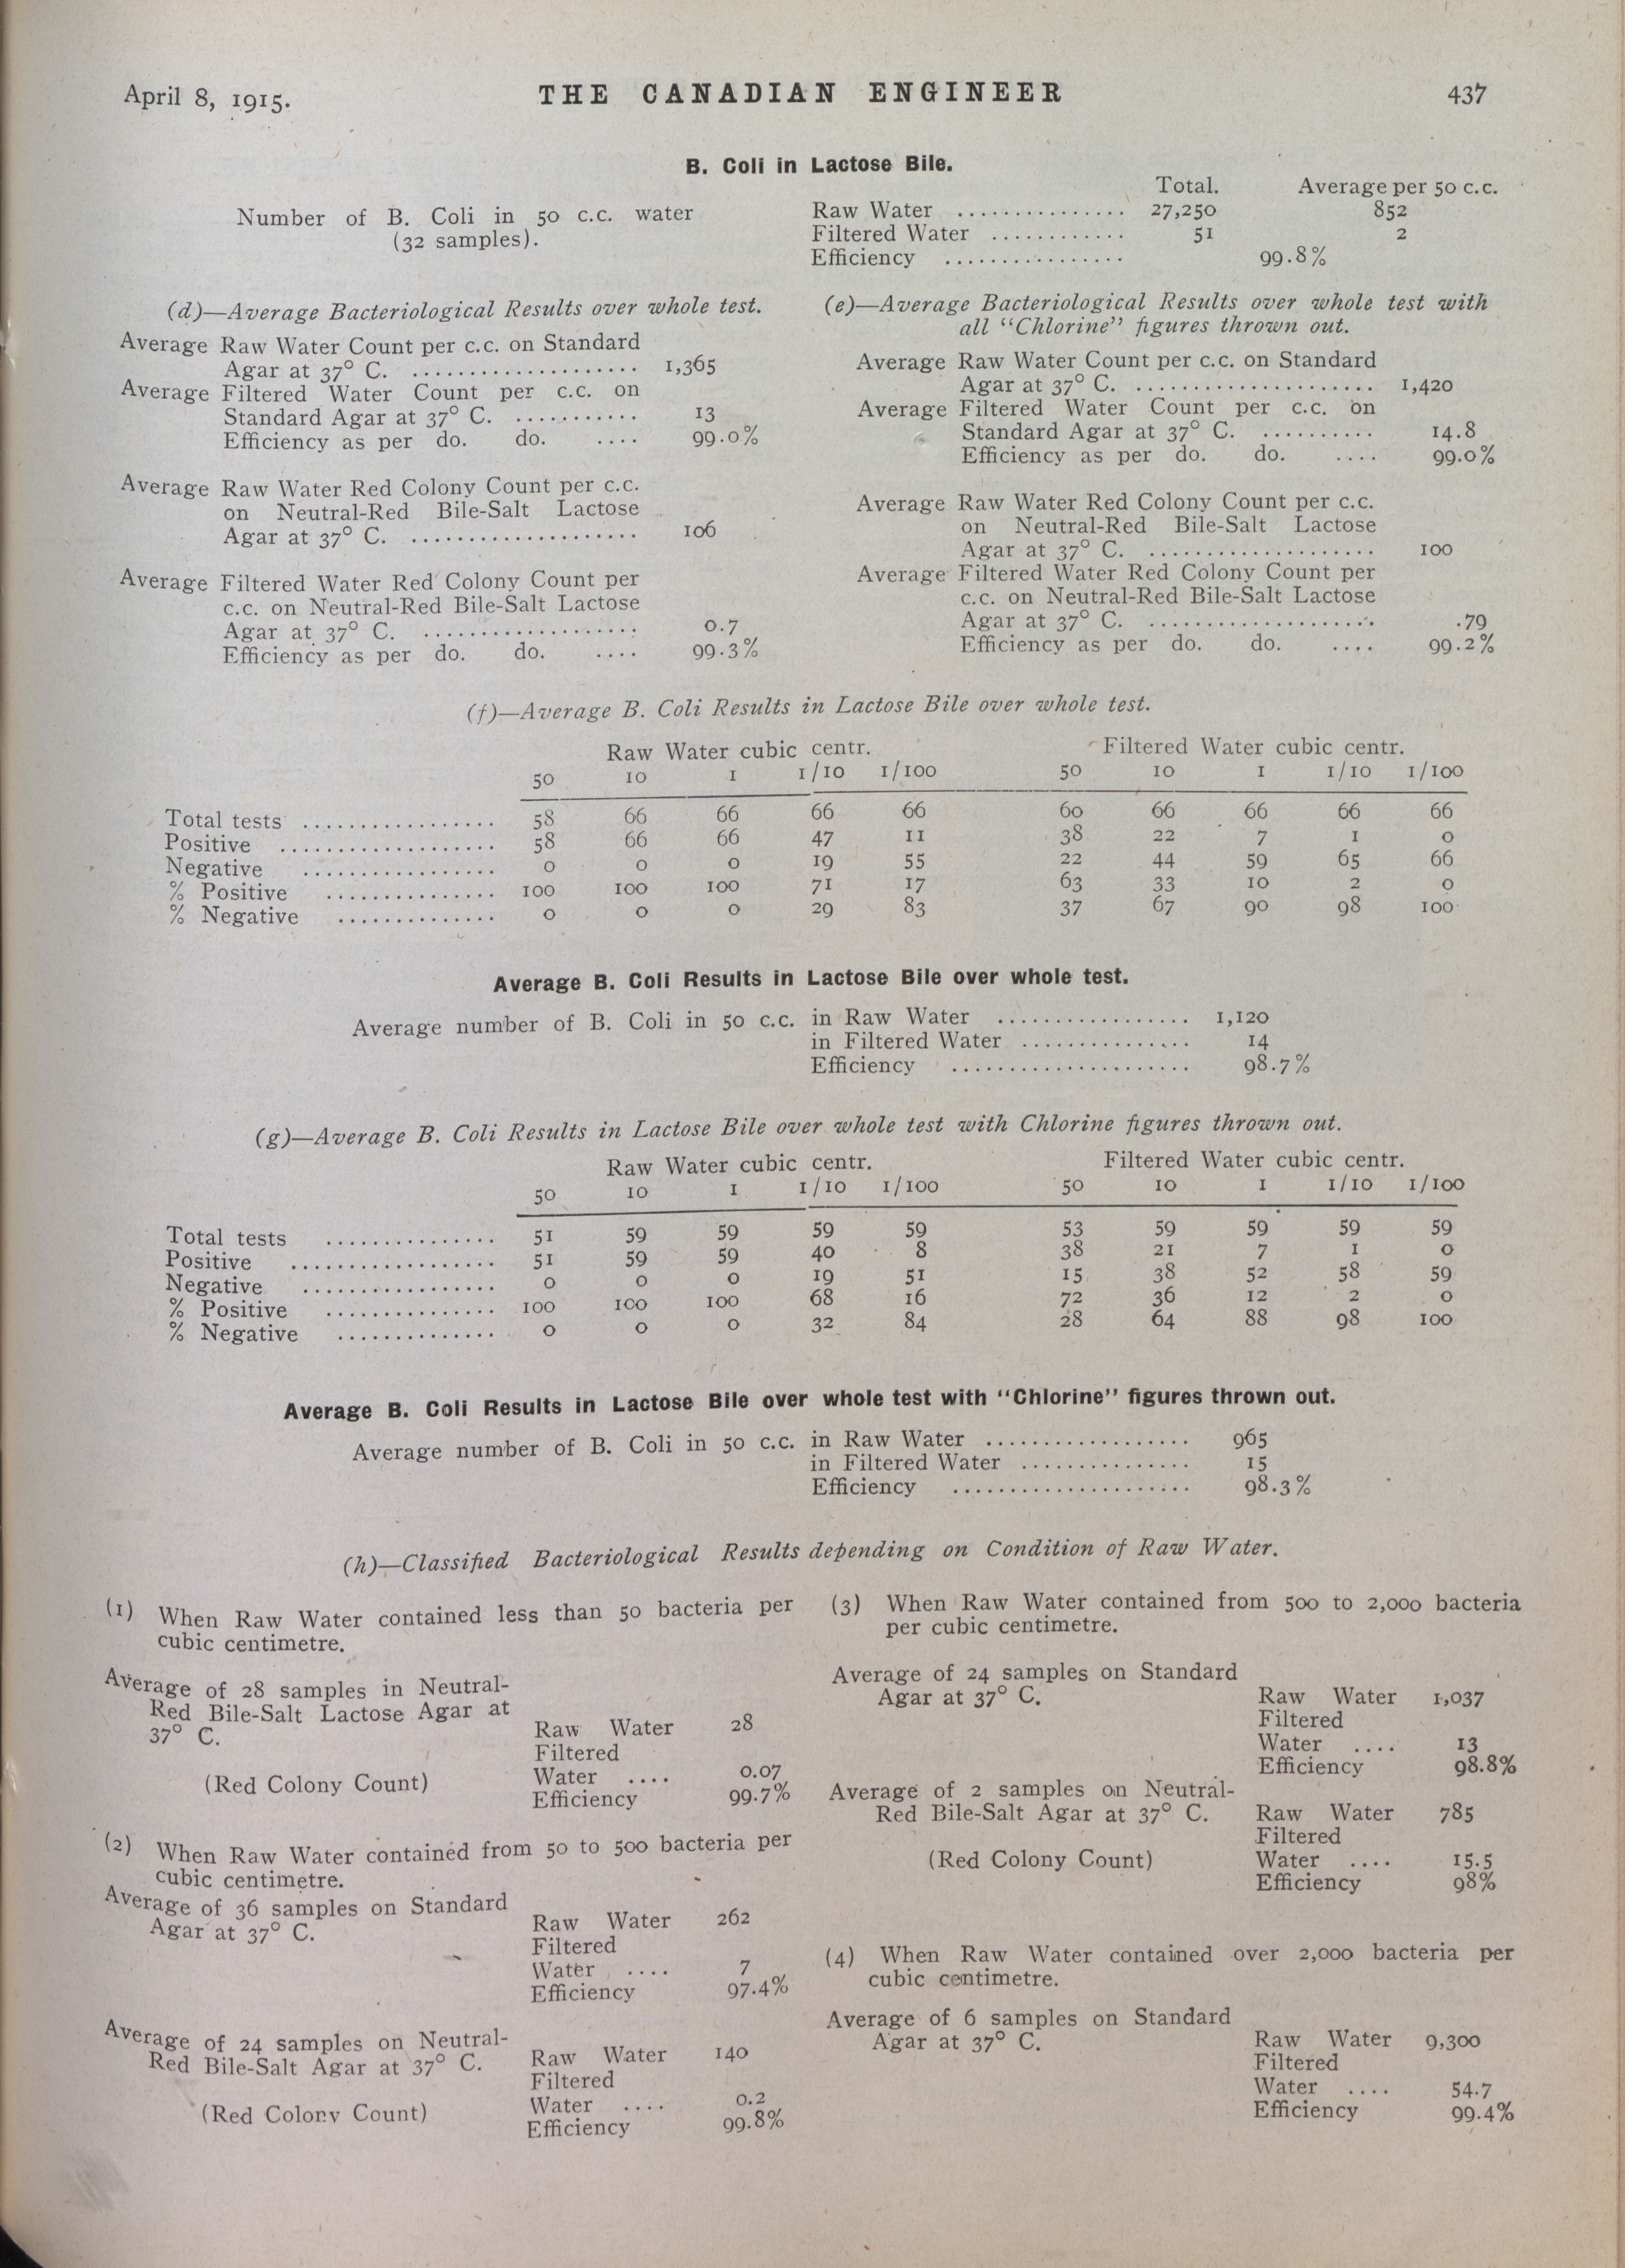 April 8, 1915. THE CANADIAN ENGINEER 437
B. Coli in Lactose Bile.
Total. Average per 50 c.c.
Number of B. Coli in 50 c.c. water Raw Water ............... 27,250 852
(32 samples). Filtered Water ............ 51 2
Efficiency ................ 99.8%
(d)—Average Bacteriological Results over whole test.
Average Raw Water Count per c.c. on Standard
Agar at 37° C. .................... 1,365
Average Filtered Water Count per c.c. on
Standard Agar at 37° C. ........... 13
Efficiency as per do. do. .... 99.0%
Average Raw Water Red Colony Count per c.c.
on Neutral-Red Bile-Salt Lactose
Agar at 37° C. .................... 106
Average Filtered Water Red Colony Count per
c.c. on Neutral-Red Bile-Salt Lactose
Agar at 37° C. ................... 0.7
Efficiency as per do. do. .... 99.3%
(e)—Average Bacteriological Results over whole test with
all "Chlorine" figures thrown out.
Average Raw Water Count per c.c. on Standard
Agar at 37° C. ..................... 1,420
Average Filtered Water Count per c.c. on
Standard Agar at 37° C. .......... 14.8
Efficiency as per do. do. .... 99.0%
Average Raw Water Red Colony Count per c.c.
on Neutral-Red Bile-Salt Lactose
Agar at 37° C. .................... 100
Average Filtered Water Red Colony Count per
c.c. on Neutral-Red Bile-Salt Lactose
Agar at 37° C. .................... .79
Efficiency as per do. do. .... 99.2%
(f)—Average B. Coli Results in Lactose Bile over whole test.
Raw Water cubic centr. Filtered Water cubic centr.
50 10 1 1/10 1/100 50 10 1 1/10 1/100
Total tests ................. 58 66 66 66 66 60 66 66 66 66
Positive ................... 58 66 66 47 11 38 22 7 1 0
Negative ................. 0 0 0 19 55 22 44 59 65 66
% Positive ............... 100 100 100 71 17 63 33 10 2 0
% Negative .............. 0 0 0 29 83 37 67 90 98 100
Average B. Coli Results in Lactose Bile over whole test.
Average number of B. Coli in 50 c.c. in Raw Water ................. 1,120
in Filtered Water ............... 14
Efficiency ..................... 98.7%
(g)—Average B. Coli Results in Lactose Bile over whole test with Chlorine figures thrown out.
Raw Water cubic centr. Filtered Water cubic centr.
50 10 1 1/10 1/100 50 10 1 1/10 1/100
Total tests ............... 51 59 59 59 59 53 59 59 59 59
Positive .................. 51 59 59 40 8 38 21 7 1 0
Negative ................. 0 0 0 19 51 15 38 52 58 59
% Positive ............... 100 100 100 68 16 72 36 12 2 0
% Negative .............. 0 0 0 32 84 28 64 88 98 100
Average B. Coli Results in Lactose Bile over whole test with "Chlorine" figures thrown out.
Average number of B. Coli in 50 c.c. in Raw Water .................. 965
in Filtered Water ............... 15
Efficiency ..................... 98.3%
(h)—Classified Bacteriological Results depending on Condition of Raw Water.
(1) When Raw Water contained less than 50 bacteria per
cubic centimetre.
Average of 28 samples in Neutral-
Red Bile-Salt Lactose Agar at
37° C. Raw Water 28
Filtered
(Red Colony Count) Water .... 0.07
Efficiency 99.7%
(2) When Raw Water contained from 50 to 500 bacteria per
cubic centimetre.
Average of 36 samples on Standard
Agar at 37° C. Raw Water 262
Filtered
Water .... 7
Efficiency 97.4%
Average of 24 samples on Neutral-
Red Bile-Salt Agar at 37° C. Raw Water 140
Filtered
(Red Colony Count) Water .... 0.2
Efficiency 99.8%
(3) When Raw Water contained from 500 to 2,000 bacteria
per cubic centimetre.
Average of 24 samples on Standard
Agar at 37° C. Raw Water 1,037
Filtered
Water .... 13
Efficiency 98.8%
Average of 2 samples on Neutral-
Red Bile-Salt Agar at 37° C. Raw Water 785
Filtered
(Red Colony Count) Water .... 15.5
Efficiency 98%
(4) When Raw Water contained over 2,000 bacteria per
cubic centimetre.
Average of 6 samples on Standard
Agar at 37° C. Raw Water 9,300
Filtered
Water .... 54.7
Efficiency 99.4%